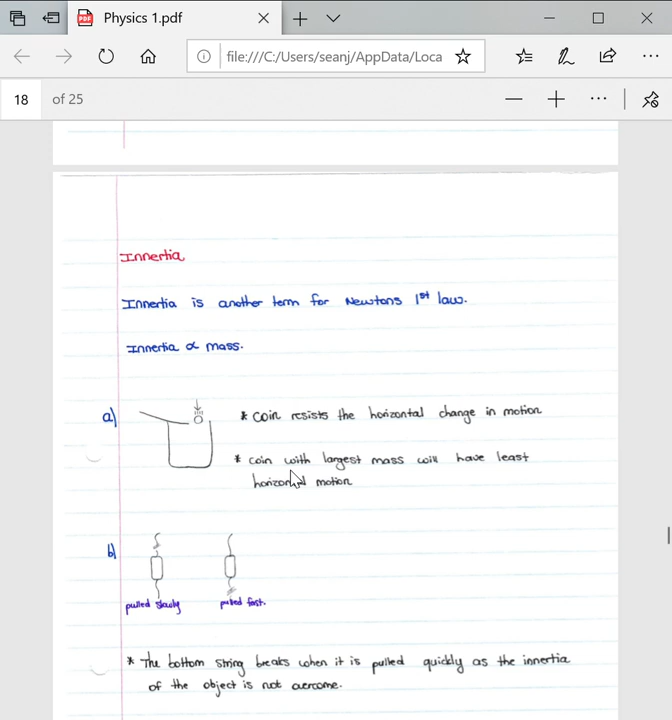 Physics 1.pdf
file:///C:/Users/seanj/AppData/Loca
18 of 25
Innertia
Innertia is another term for Newtons 1st law.
Innertia ∝ mass.
a)
* coin resists the horizontal change in motion
* coin with largest mass will have least
horizontal motion
b)
pulled slowly
pulled fast.
* The bottom string breaks when it is pulled quickly as the innertia
of the object is not overcome.